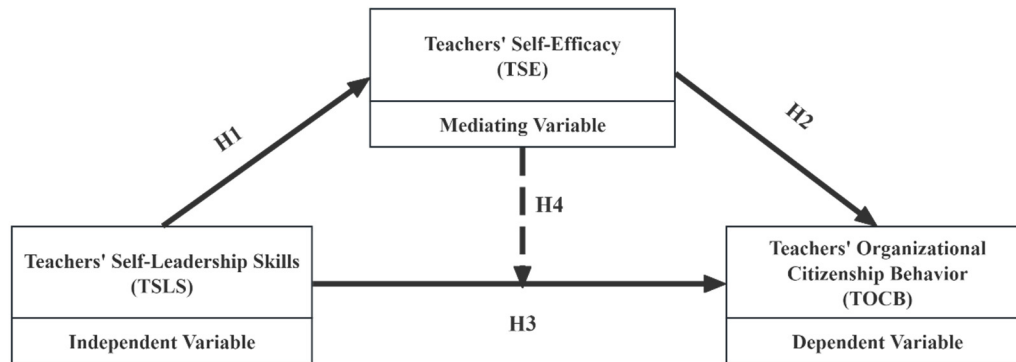 Teachers' Self-Efficacy
(TSE)
Mediating Variable
H1
H2
H4
Teachers' Self-Leadership Skills
(TSLS)
Independent Variable
H3
Teachers' Organizational
Citizenship Behavior
(TOCB)
Dependent Variable